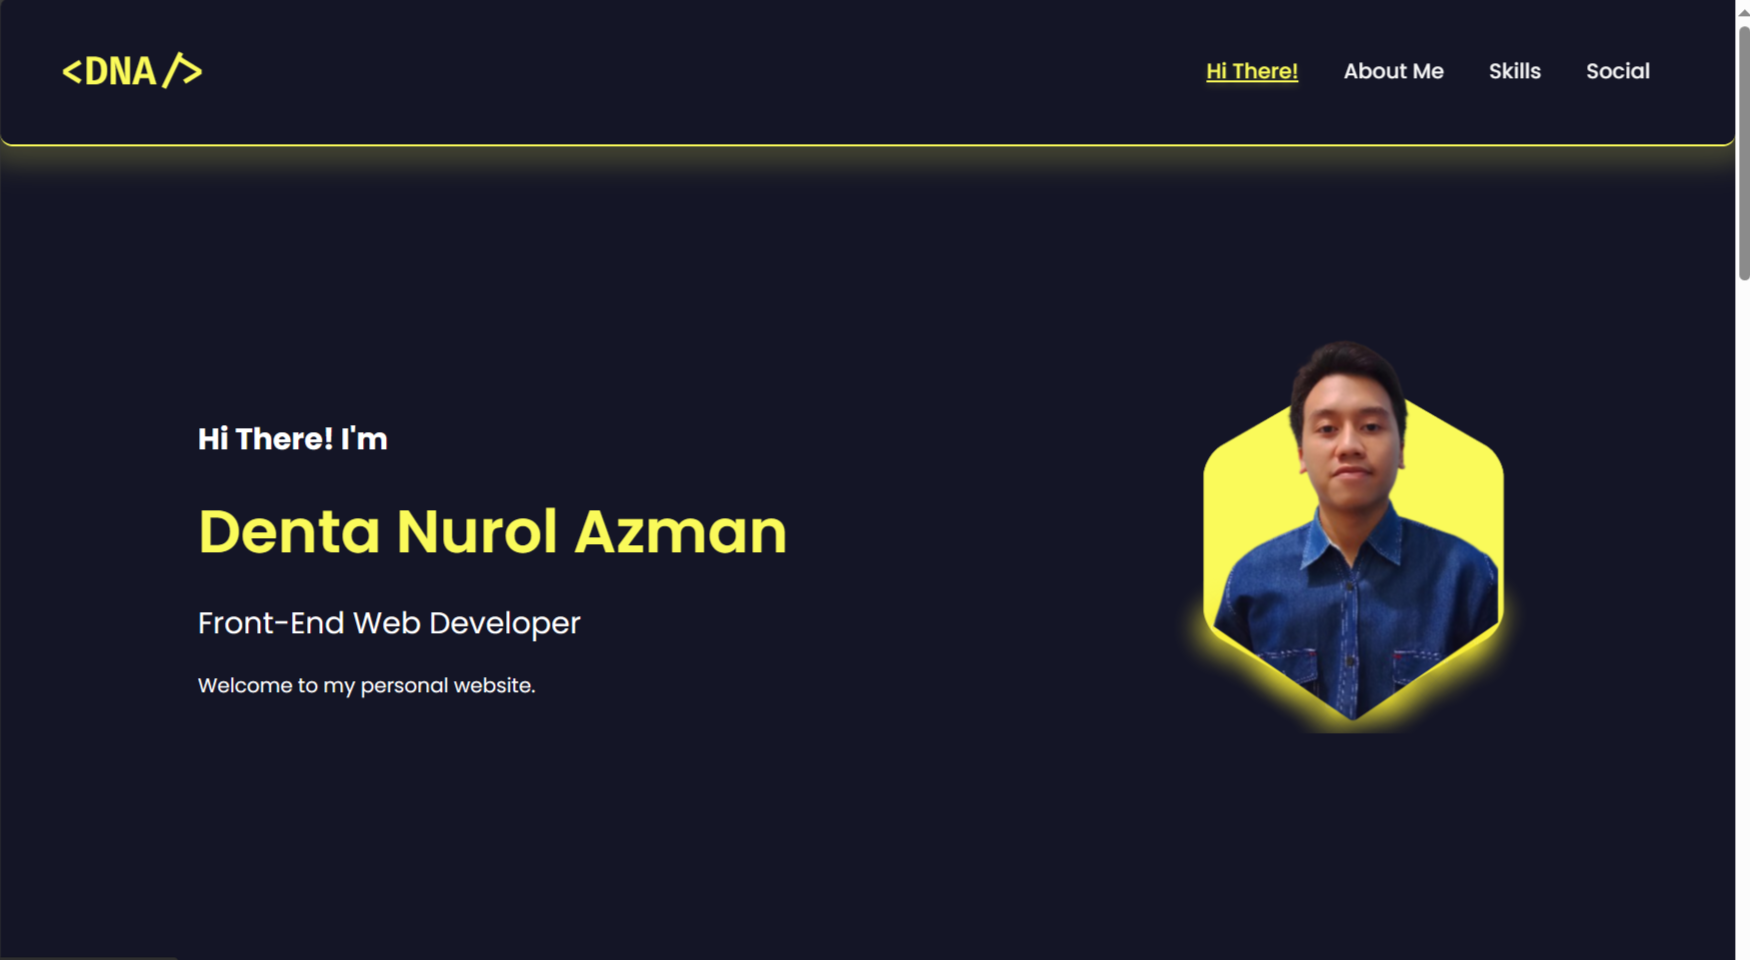 <DNA/>
Hi There! About Me Skills Social
Hi There! I'm
Denta Nurol Azman
Front-End Web Developer
Welcome to my personal website.